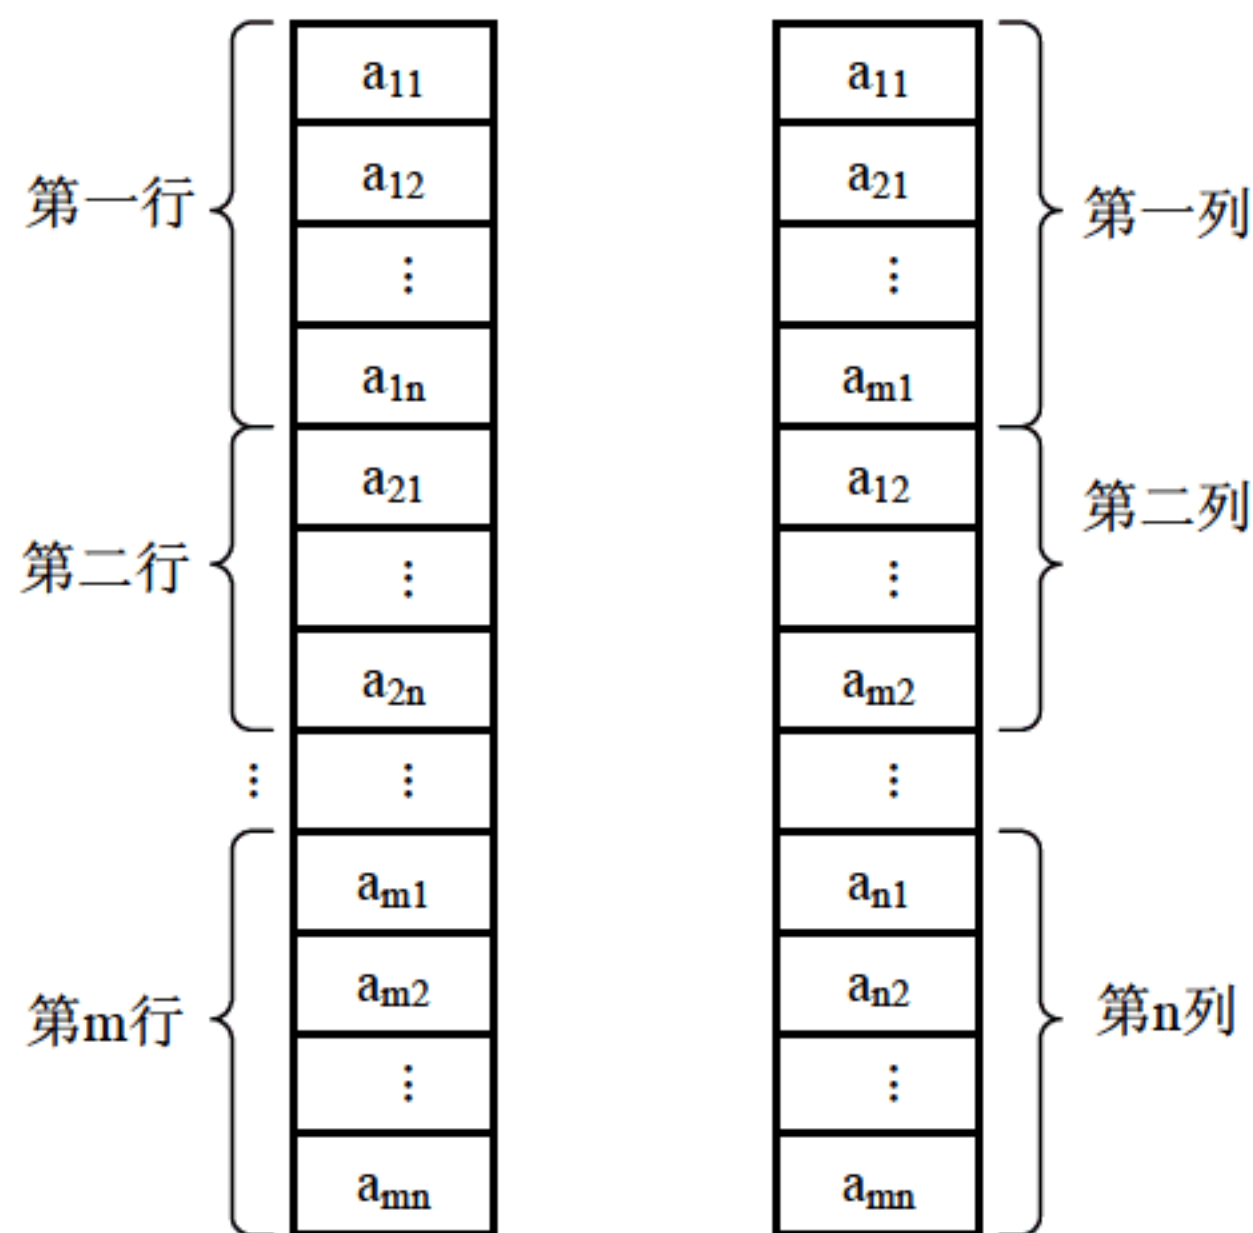 第一行
a₁₁
a₁₂
⋮
a₁ₙ
第二行
a₂₁
⋮
a₂ₙ
⋮
⋮
第m行
aₘ₁
aₘ₂
⋮
aₘₙ
第一列
a₁₁
a₂₁
⋮
aₘ₁
第二列
a₁₂
⋮
aₘ₂
⋮
第n列
aₙ₁
aₙ₂
⋮
aₘₙ